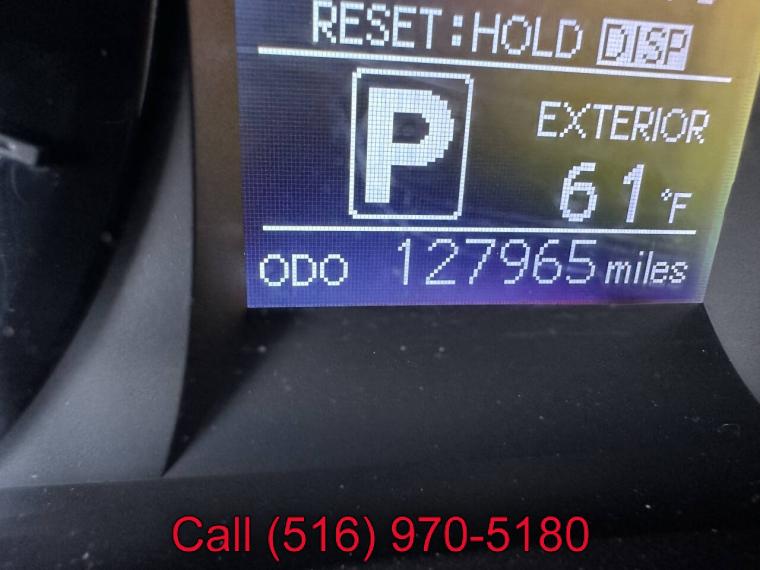 RESET:HOLD DISP
P
EXTERIOR
61°F
ODO 127965 miles
Call (516) 970-5180